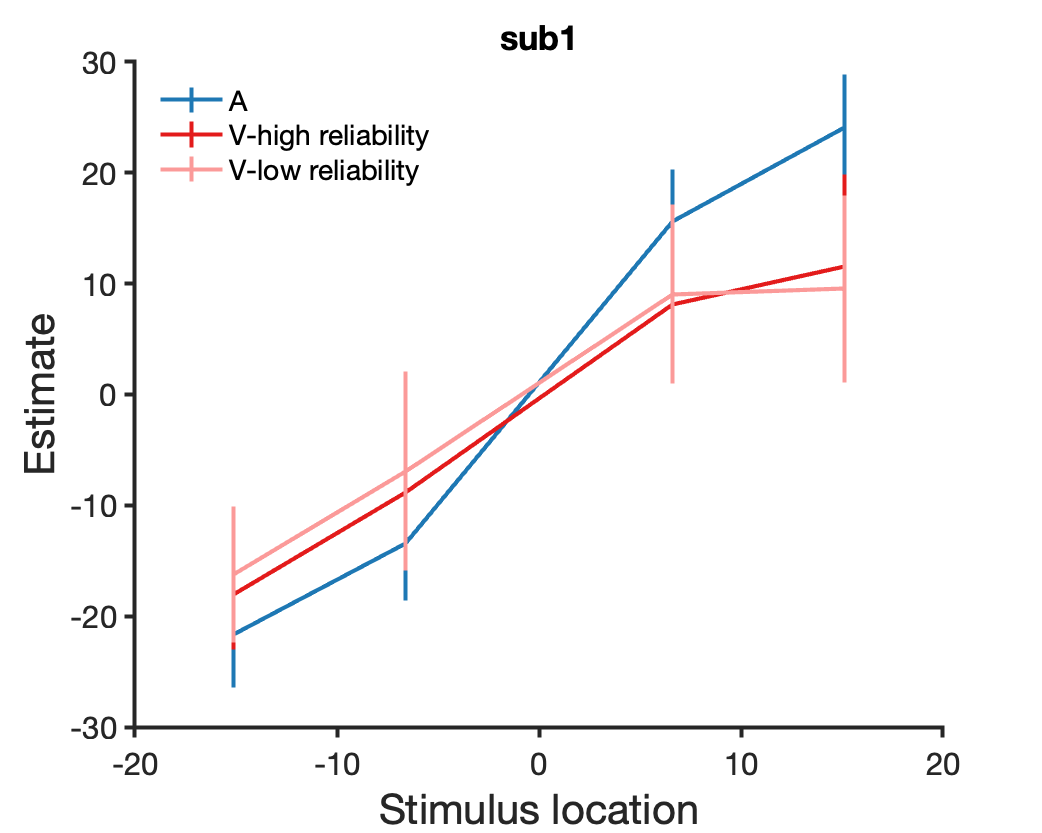 sub1
30
20
10
0
-10
-20
-30
Estimate
A
V-high reliability
V-low reliability
-20 -10 0 10 20
Stimulus location